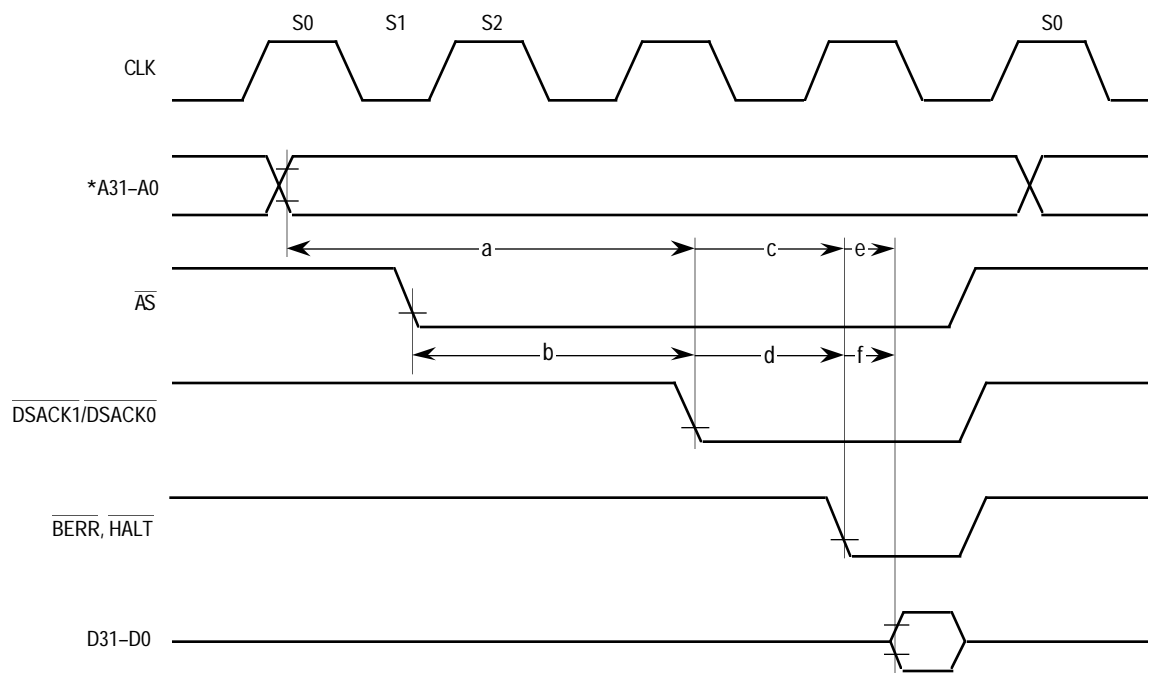 S0 S1 S2 S0
CLK
*A31–A0
a c e
AS
b d f
DSACK1/DSACK0
BERR, HALT
D31–D0